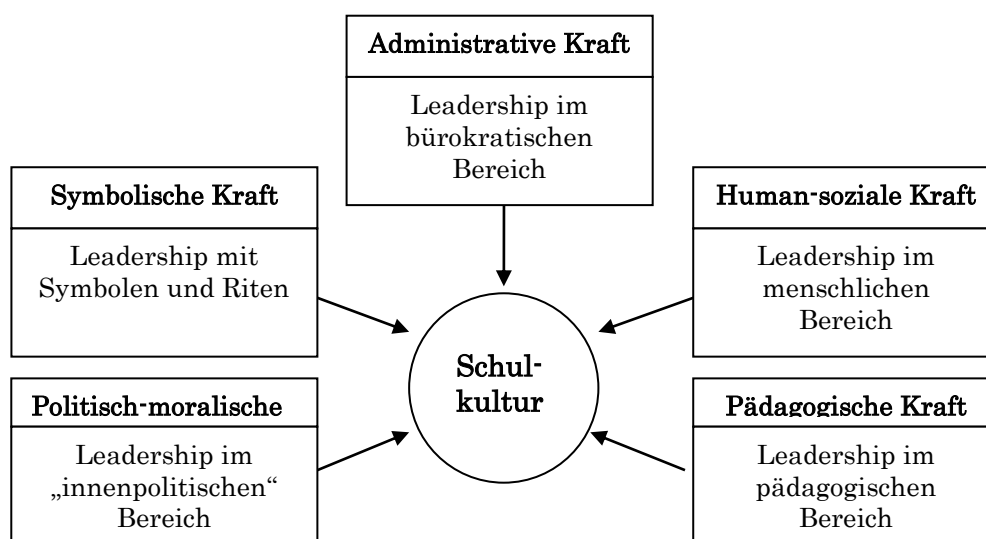 Administrative Kraft
Leadership im
bürokratischen
Bereich
Symbolische Kraft
Leadership mit
Symbolen und Riten
Human-soziale Kraft
Leadership im
menschlichen
Bereich
Schul-
kultur
Politisch-moralische
Leadership im
„innenpolitischen“
Bereich
Pädagogische Kraft
Leadership im
pädagogischen
Bereich